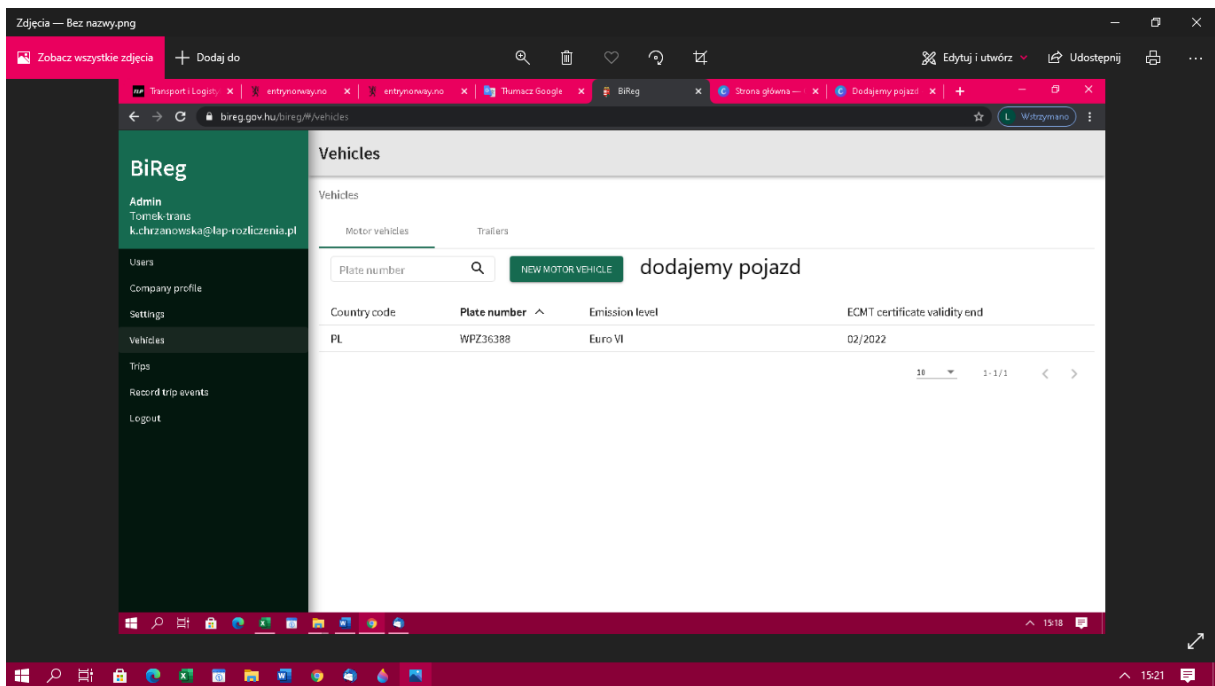 Zdjęcia — Bez nazwy.png
Zobacz wszystkie zdjęcia
Dodaj do
Edytuj i utwórz
Udostępnij
Transport i Logisty
entrynorway.no
entrynorway.no
Tłumacz Google
BiReg
Strona główna —
Dodajemy pojazd
bireg.gov.hu/bireg/#/vehicles
L Wstrzymano
BiReg
Admin
Tomek-trans
k.chrzanowska@lap-rozliczenia.pl
Users
Company profile
Settings
Vehicles
Trips
Record trip events
Logout
Vehicles
Vehicles
Motor vehicles Trailers
Plate number NEW MOTOR VEHICLE dodajemy pojazd
Country code Plate number Emission level ECMT certificate validity end
PL WPZ36388 Euro VI 02/2022
10 1-1/1
15:18
15:21